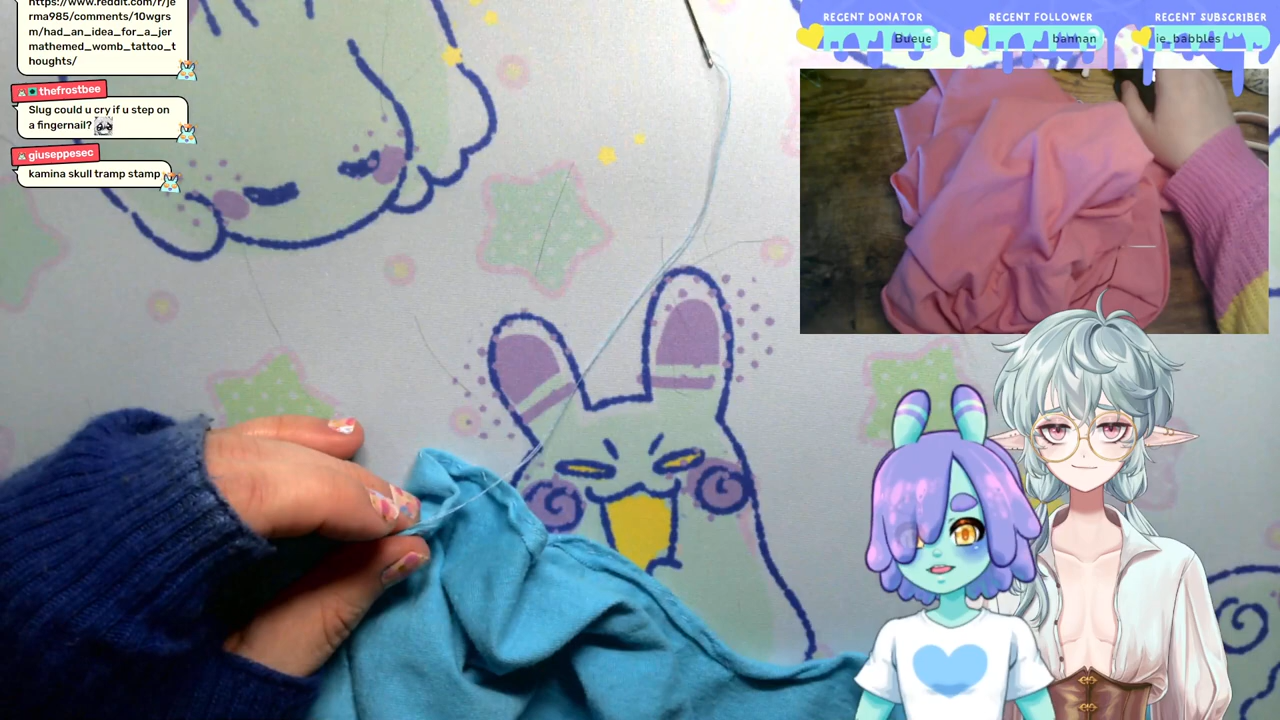 https://www.reddit.com/r/je
rma985/comments/10wgrs
m/had_an_idea_for_a_jer
mathemed_womb_tattoo_t
houghts/
thefrostbee
Slug could u cry if u step on
a fingernail?
giuseppesec
kamina skull tramp stamp
RECENT DONATOR
Bueue
RECENT FOLLOWER
bannan
RECENT SUBSCRIBER
ie_babbles